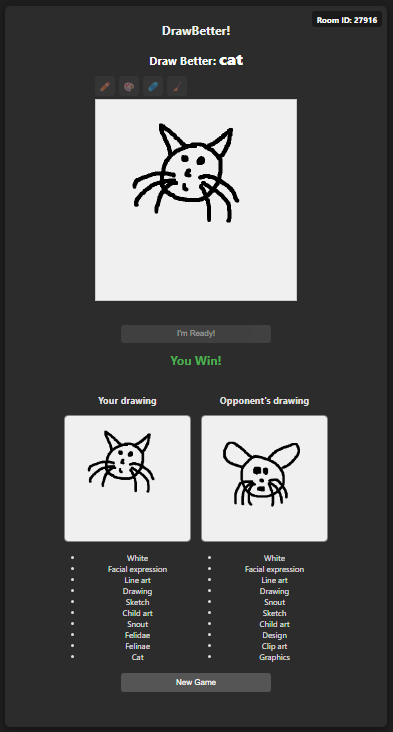 Room ID: 27916
DrawBetter!
Draw Better: cat
I'm Ready!
You Win!
Your drawing
White
Facial expression
Line art
Drawing
Sketch
Child art
Snout
Felidae
Felinae
Cat
Opponent's drawing
White
Facial expression
Line art
Drawing
Snout
Sketch
Child art
Design
Clip art
Graphics
New Game